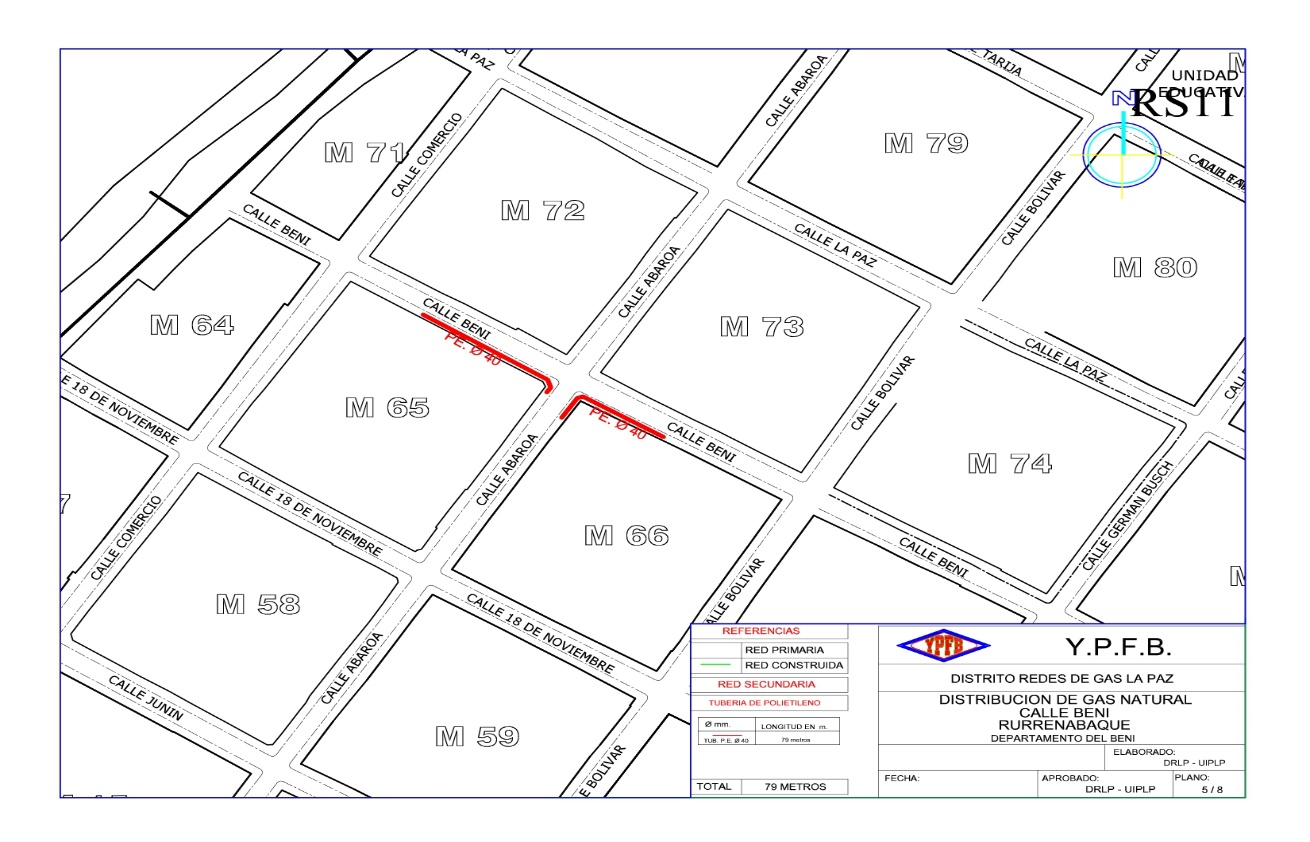 LA PAZ
TARIJA
UNIDAD
EDUCATIV
RS11
N
CALLE ABAROA
M 71
CALLE COMERCIO
M 79
M 72
CALLE BENI
CALLE BOLIVAR
CALLE LA PAZ
M 80
CALLE ABAROA
M 64
CALLE BENI
PE. Ø 40
M 73
CALLE LA PAZ
E 18 DE NOVIEMBRE
M 65
CALLE BOLIVAR
PE. Ø 40
CALLE BENI
CALLE ABAROA
M 74
CALLE 18 DE NOVIEMBRE
CALLE COMERCIO
M 66
CALLE GERMAN BUSCH
CALLE BENI
M 58
CALLE 18 DE NOVIEMBRE
ALLE BOLIVAR
CALLE ABAROA
CALLE JUNIN
M 59
E BOLIVAR
REFERENCIAS
RED PRIMARIA
RED CONSTRUIDA
RED SECUNDARIA
TUBERIA DE POLIETILENO
Ø mm. LONGITUD EN m.
TUB. P.E. Ø 40 79 metros
TOTAL 79 METROS
YPFB
Y.P.F.B.
DISTRITO REDES DE GAS LA PAZ
DISTRIBUCION DE GAS NATURAL
CALLE BENI
RURRENABAQUE
DEPARTAMENTO DEL BENI
ELABORADO:
DRLP - UIPLP
FECHA:
APROBADO:
DRLP - UIPLP
PLANO:
5 / 8